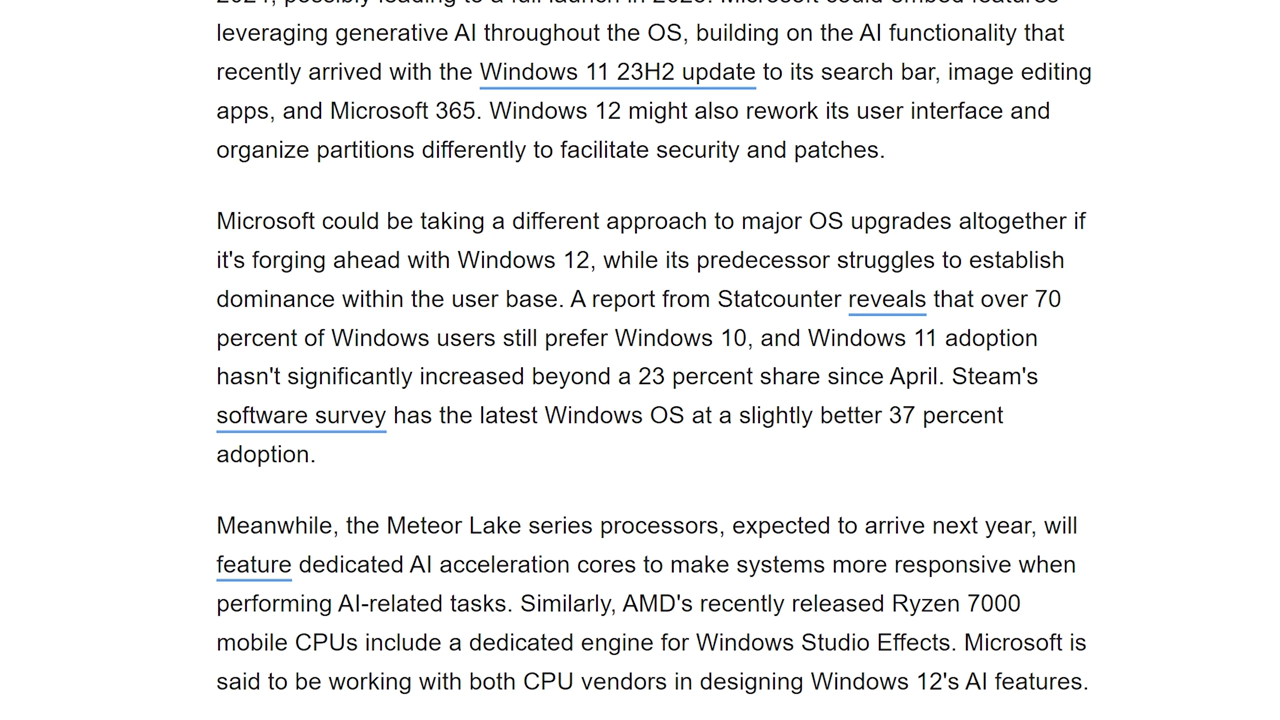 leveraging generative AI throughout the OS, building on the AI functionality that
recently arrived with the Windows 11 23H2 update to its search bar, image editing
apps, and Microsoft 365. Windows 12 might also rework its user interface and
organize partitions differently to facilitate security and patches.
Microsoft could be taking a different approach to major OS upgrades altogether if
it's forging ahead with Windows 12, while its predecessor struggles to establish
dominance within the user base. A report from Statcounter reveals that over 70
percent of Windows users still prefer Windows 10, and Windows 11 adoption
hasn't significantly increased beyond a 23 percent share since April. Steam's
software survey has the latest Windows OS at a slightly better 37 percent
adoption.
Meanwhile, the Meteor Lake series processors, expected to arrive next year, will
feature dedicated AI acceleration cores to make systems more responsive when
performing AI-related tasks. Similarly, AMD's recently released Ryzen 7000
mobile CPUs include a dedicated engine for Windows Studio Effects. Microsoft is
said to be working with both CPU vendors in designing Windows 12's AI features.